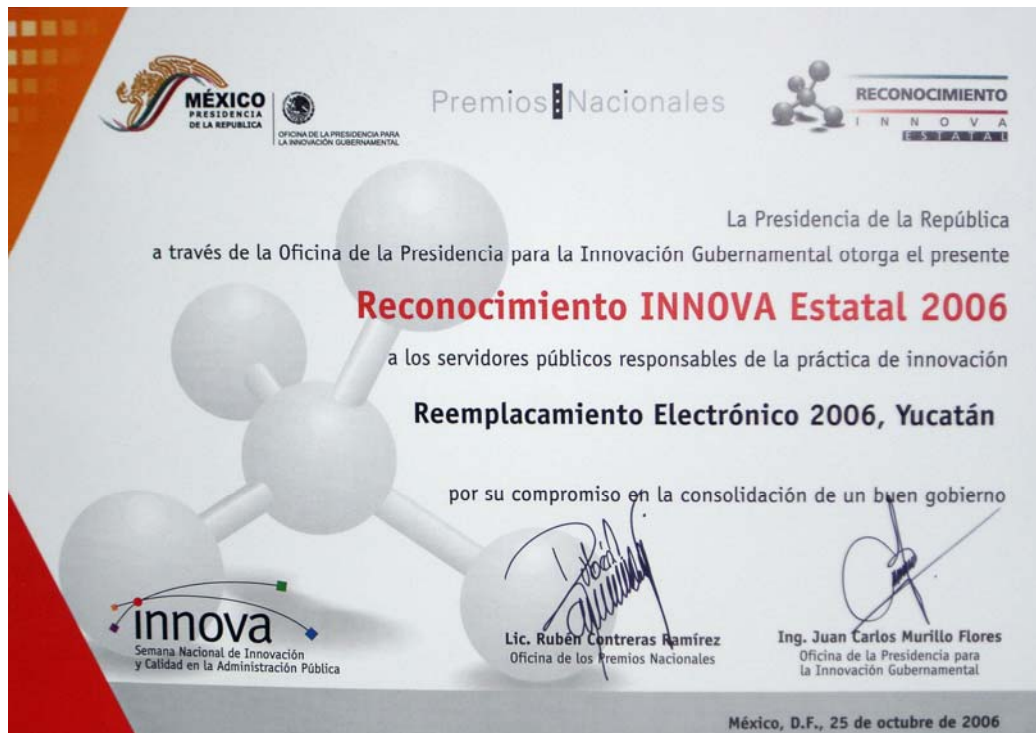 MÉXICO
PRESIDENCIA
DE LA REPUBLICA
OFICINA DE LA PRESIDENCIA PARA
LA INNOVACIÓN GUBERNAMENTAL
Premios Nacionales
RECONOCIMIENTO
INNOVA
ESTATAL
La Presidencia de la República
a través de la Oficina de la Presidencia para la Innovación Gubernamental otorga el presente
Reconocimiento INNOVA Estatal 2006
a los servidores públicos responsables de la práctica de innovación
Reemplacamiento Electrónico 2006, Yucatán
por su compromiso en la consolidación de un buen gobierno
innova
Semana Nacional de Innovación
y Calidad en la Administración Pública
Lic. Rubén Contreras Ramírez
Oficina de los Premios Nacionales
Ing. Juan Carlos Murillo Flores
Oficina de la Presidencia para
la Innovación Gubernamental
México, D.F., 25 de octubre de 2006